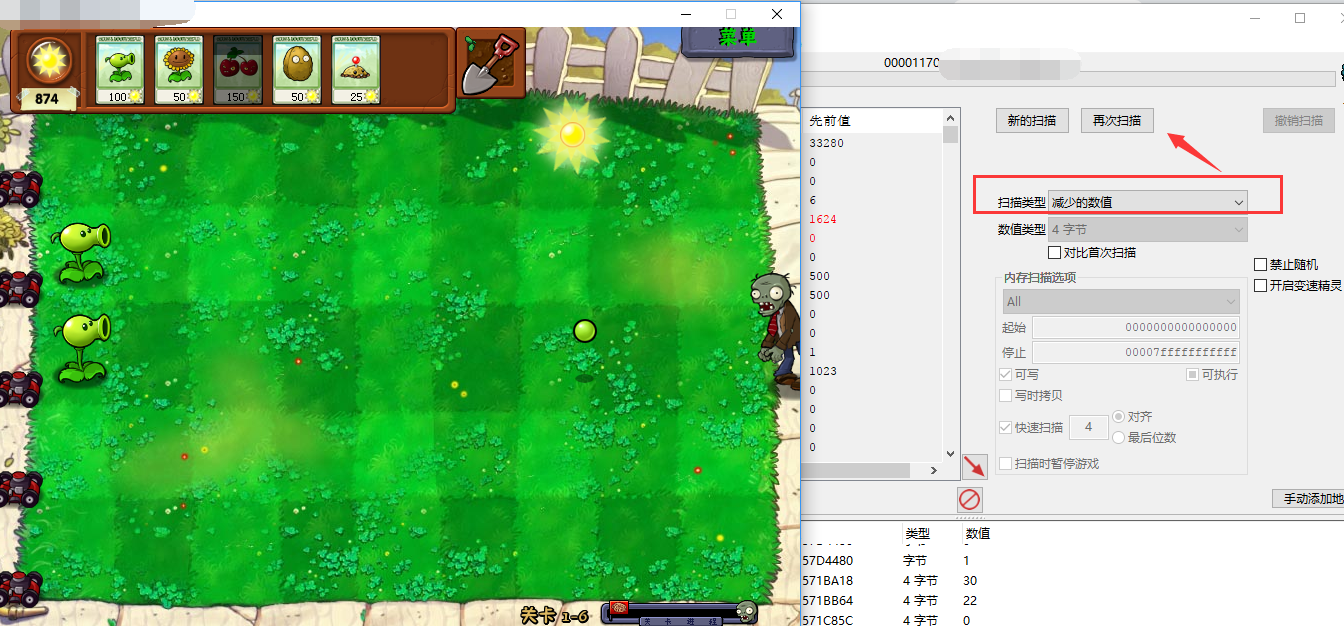 874
100
50
150
50
25
菜单
关卡 1-6
关卡进程
00001170
先前值
33280
0
0
6
1624
0
0
500
500
0
0
1
1023
0
0
0
0
新的扫描
再次扫描
撤销扫描
扫描类型 减少的数值
数值类型 4 字节
对比首次扫描
内存扫描选项
All
起始 0000000000000000
停止 00007fffffffffff
可写 可执行
写时拷贝
快速扫描 4 对齐
最后位数
扫描时暂停游戏
禁止随机
开启变速精灵
手动添加地
类型 数值
57D4480 字节 1
571BA18 4 字节 30
571BB64 4 字节 22
571C85C 4 字节 0